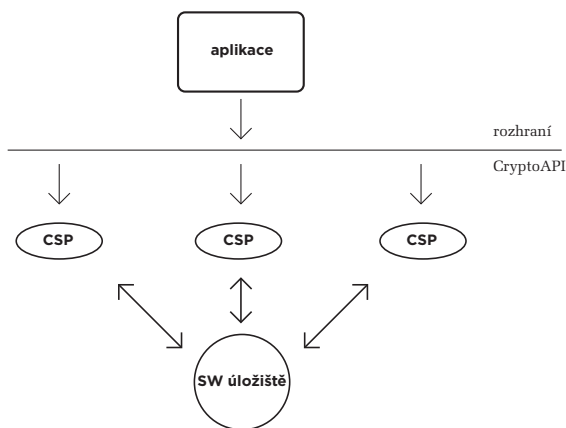 aplikace
rozhraní
CryptoAPI
CSP
CSP
CSP
SW úložiště